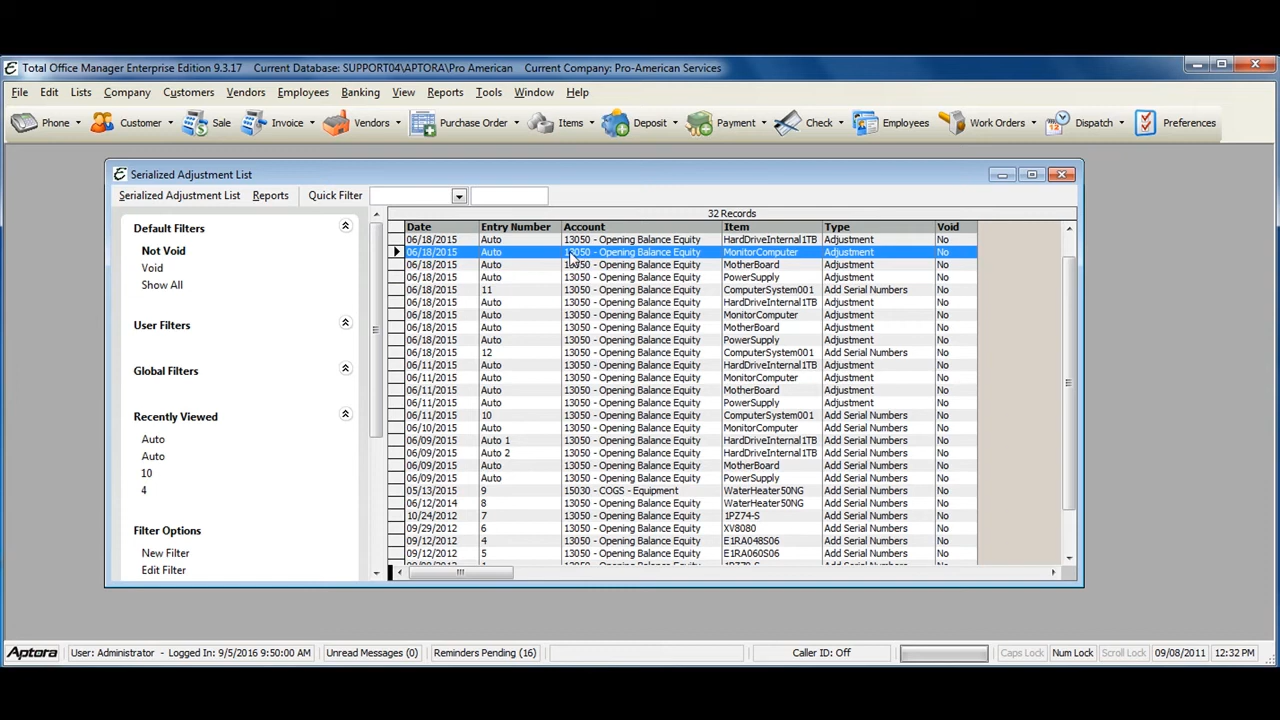 Total Office Manager Enterprise Edition 9.3.17 Current Database: SUPPORT04\APTORA\Pro American Current Company: Pro-American Services
File Edit Lists Company Customers Vendors Employees Banking View Reports Tools Window Help
Phone Customer Sale Invoice Vendors Purchase Order Items Deposit Payment Check Employees Work Orders Dispatch Preferences
Serialized Adjustment List
Serialized Adjustment List Reports Quick Filter
Default Filters
Not Void
Void
Show All
User Filters
Global Filters
Recently Viewed
Auto
Auto
10
4
Filter Options
New Filter
Edit Filter
32 Records
Date Entry Number Account Item Type Void
06/18/2015 Auto 13050 - Opening Balance Equity HardDriveInternal1TB Adjustment No
06/18/2015 Auto 13050 - Opening Balance Equity MonitorComputer Adjustment No
06/18/2015 Auto 13050 - Opening Balance Equity MotherBoard Adjustment No
06/18/2015 Auto 13050 - Opening Balance Equity PowerSupply Adjustment No
06/18/2015 11 13050 - Opening Balance Equity ComputerSystem001 Add Serial Numbers No
06/18/2015 Auto 13050 - Opening Balance Equity HardDriveInternal1TB Adjustment No
06/18/2015 Auto 13050 - Opening Balance Equity MonitorComputer Adjustment No
06/18/2015 Auto 13050 - Opening Balance Equity MotherBoard Adjustment No
06/18/2015 Auto 13050 - Opening Balance Equity PowerSupply Adjustment No
06/18/2015 12 13050 - Opening Balance Equity ComputerSystem001 Add Serial Numbers No
06/11/2015 Auto 13050 - Opening Balance Equity HardDriveInternal1TB Adjustment No
06/11/2015 Auto 13050 - Opening Balance Equity MonitorComputer Adjustment No
06/11/2015 Auto 13050 - Opening Balance Equity MotherBoard Adjustment No
06/11/2015 Auto 13050 - Opening Balance Equity PowerSupply Adjustment No
06/11/2015 10 13050 - Opening Balance Equity ComputerSystem001 Add Serial Numbers No
06/10/2015 Auto 13050 - Opening Balance Equity MonitorComputer Add Serial Numbers No
06/09/2015 Auto 1 13050 - Opening Balance Equity HardDriveInternal1TB Add Serial Numbers No
06/09/2015 Auto 2 13050 - Opening Balance Equity HardDriveInternal1TB Add Serial Numbers No
06/09/2015 Auto 13050 - Opening Balance Equity MotherBoard Add Serial Numbers No
06/09/2015 Auto 13050 - Opening Balance Equity PowerSupply Add Serial Numbers No
05/13/2015 9 15030 - COGS - Equipment WaterHeater50NG Add Serial Numbers No
06/12/2014 8 13050 - Opening Balance Equity WaterHeater50NG Add Serial Numbers No
10/24/2012 7 13050 - Opening Balance Equity 1PZ74-S Add Serial Numbers No
09/29/2012 6 13050 - Opening Balance Equity XV8080 Add Serial Numbers No
09/12/2012 4 13050 - Opening Balance Equity E1RA048S06 Add Serial Numbers No
09/12/2012 5 13050 - Opening Balance Equity E1RA060S06 Add Serial Numbers No
Aptora User: Administrator - Logged In: 9/5/2016 9:50:00 AM Unread Messages (0) Reminders Pending (16) Caller ID: Off Caps Lock Num Lock Scroll Lock 09/08/2011 12:32 PM